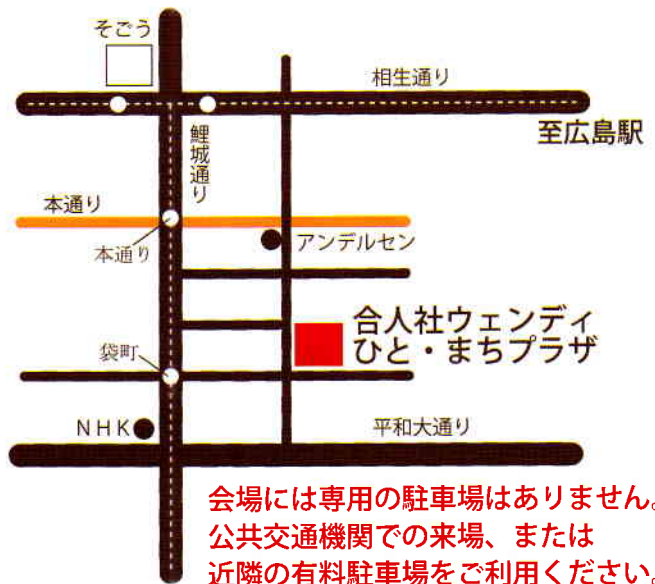 そごう
相生通り
至広島駅
鯉城通り
本通り
本通り
アンデルセン
合人社ウェンディ
ひと・まちプラザ
袋町
NHK
平和大通り
会場には専用の駐車場はありません。
公共交通機関での来場、または
近隣の有料駐車場をご利用ください。